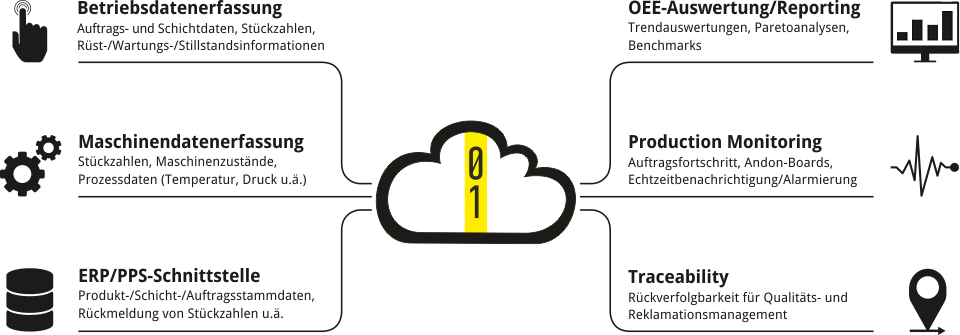 Betriebsdatenerfassung
Auftrags- und Schichtdaten, Stückzahlen,
Rüst-/Wartungs-/Stillstandsinformationen
Maschinendatenerfassung
Stückzahlen, Maschinenzustände,
Prozessdaten (Temperatur, Druck u.ä.)
ERP/PPS-Schnittstelle
Produkt-/Schicht-/Auftragsstammdaten,
Rückmeldung von Stückzahlen u.ä.
0
1
OEE-Auswertung/Reporting
Trendauswertungen, Paretoanalysen,
Benchmarks
Production Monitoring
Auftragsfortschritt, Andon-Boards,
Echtzeitbenachrichtigung/Alarmierung
Traceability
Rückverfolgbarkeit für Qualitäts- und
Reklamationsmanagement